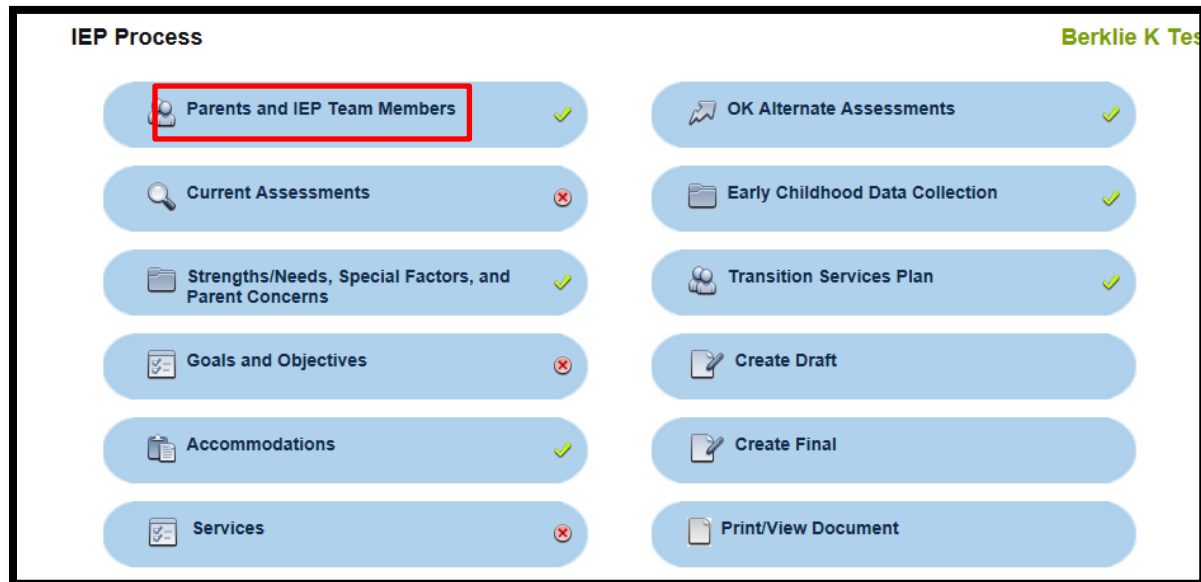 IEP Process
Berklie K Tes
Parents and IEP Team Members
Current Assessments
Strengths/Needs, Special Factors, and
Parent Concerns
Goals and Objectives
Accommodations
Services
OK Alternate Assessments
Early Childhood Data Collection
Transition Services Plan
Create Draft
Create Final
Print/View Document